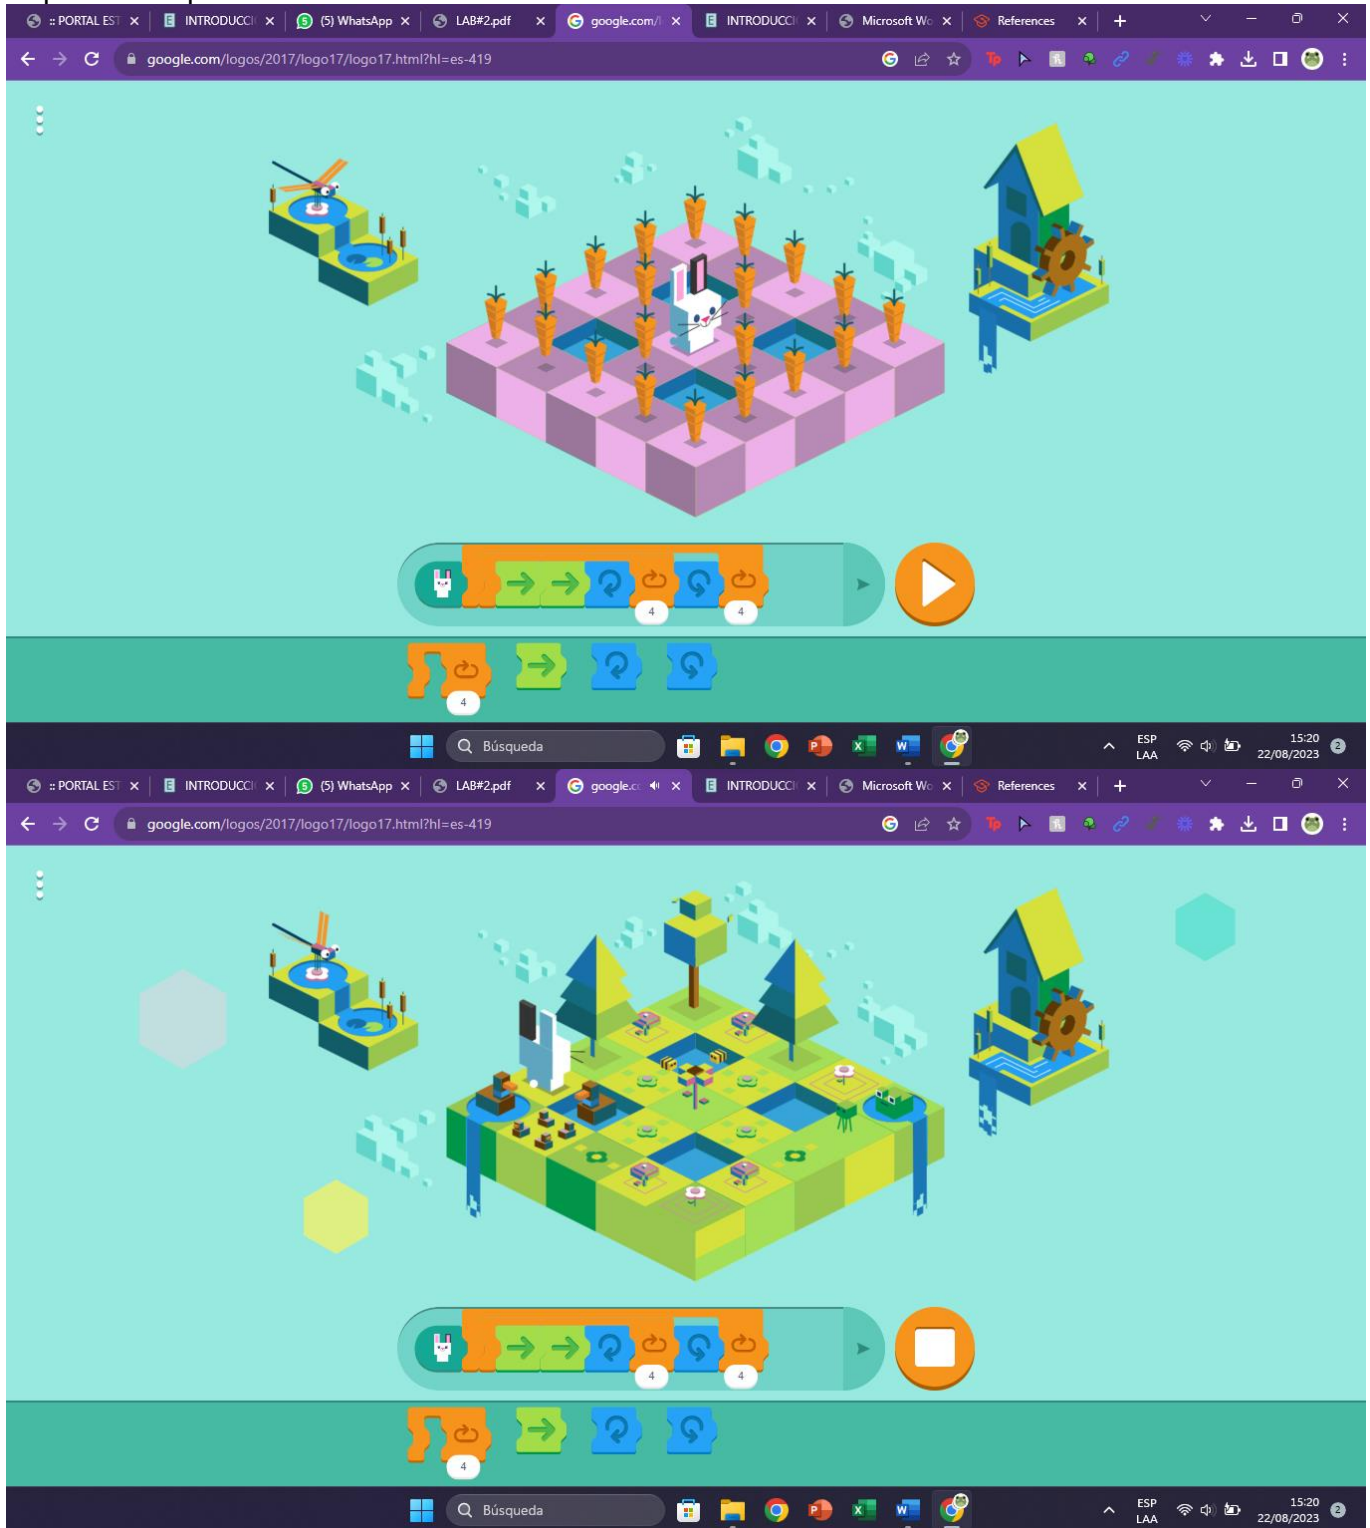 :: PORTAL EST
INTRODUCCI
(5) WhatsApp
LAB#2.pdf
google.com/l
INTRODUCCI
Microsoft Wo
References
google.com/logos/2017/logo17/logo17.html?hl=es-419
4
4
4
Búsqueda
ESP
LAA
15:20
22/08/2023
2
:: PORTAL EST
INTRODUCCI
(5) WhatsApp
LAB#2.pdf
google.co
INTRODUCCI
Microsoft Wo
References
google.com/logos/2017/logo17/logo17.html?hl=es-419
4
4
4
Búsqueda
ESP
LAA
15:20
22/08/2023
2